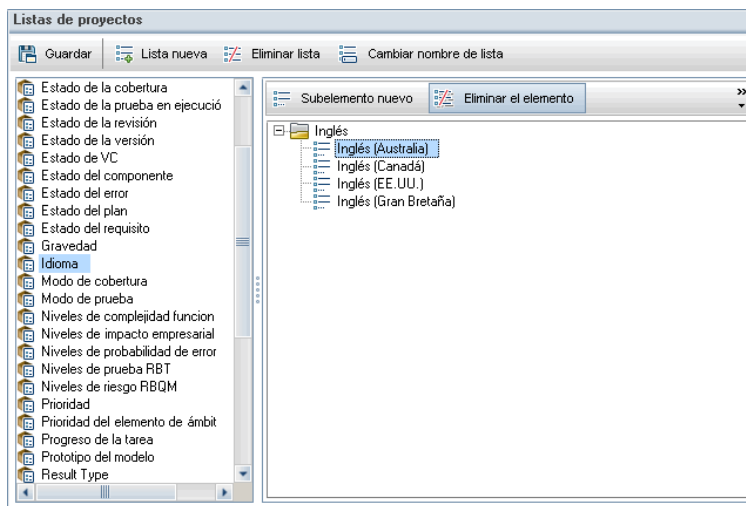 Listas de proyectos
Guardar Lista nueva Eliminar lista Cambiar nombre de lista
Estado de la cobertura
Estado de la prueba en ejecució
Estado de la revisión
Estado de la versión
Estado de VC
Estado del componente
Estado del error
Estado del plan
Estado del requisito
Gravedad
Idioma
Modo de cobertura
Modo de prueba
Niveles de complejidad funcion
Niveles de impacto empresarial
Niveles de probabilidad de error
Niveles de prueba RBT
Niveles de riesgo RBQM
Prioridad
Prioridad del elemento de ámbit
Progreso de la tarea
Prototipo del modelo
Result Type
Subelemento nuevo Eliminar el elemento
Inglés
Inglés (Australia)
Inglés (Canadá)
Inglés (EE.UU.)
Inglés (Gran Bretaña)